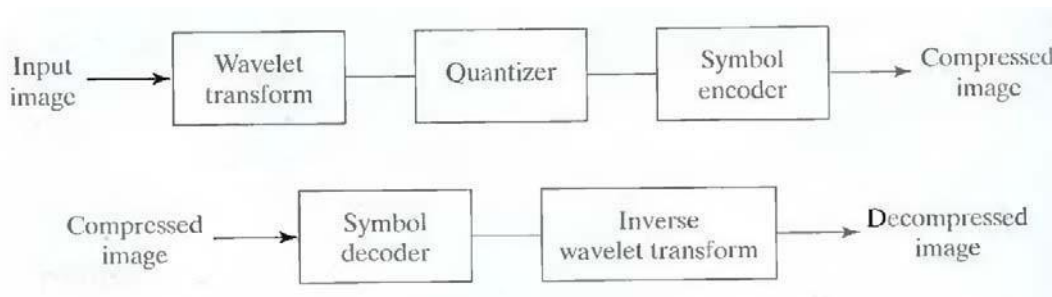 Input
image
Wavelet
transform
Quantizer
Symbol
encoder
Compressed
image
Compressed
image
Symbol
decoder
Inverse
wavelet transform
Decompressed
image